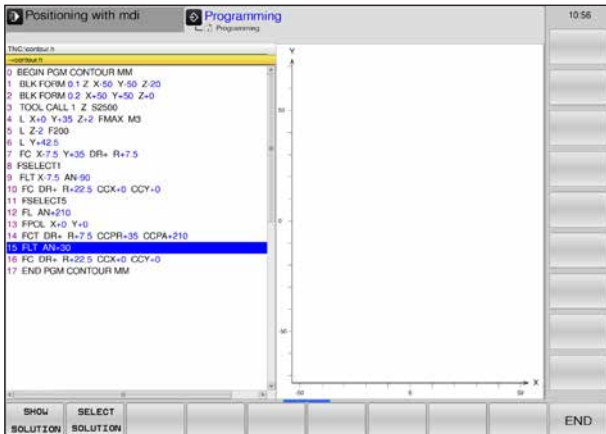 Positioning with mdi
Programming
Programming
10:56
TNC:\contour.h
→contour.h
0 BEGIN PGM CONTOUR MM
1 BLK FORM 0.1 Z X-50 Y-50 Z-20
2 BLK FORM 0.2 X+50 Y+50 Z+0
3 TOOL CALL 1 Z S2500
4 L X+0 Y+35 Z+2 FMAX M3
5 L Z-2 F200
6 L Y+42.5
7 FC X-7.5 Y+35 DR+ R+7.5
8 FSELECT1
9 FLT X-7.5 AN-90
10 FC DR+ R+22.5 CCX+0 CCY+0
11 FSELECT5
12 FL AN+210
13 FPOL X+0 Y+0
14 FCT DR+ R+7.5 CCPR+35 CCPA+210
15 FLT AN+30
16 FC DR+ R+22.5 CCX+0 CCY+0
17 END PGM CONTOUR MM
Y
50
0
-50
X
-50
0
50
SHOW
SOLUTION
SELECT
SOLUTION
END